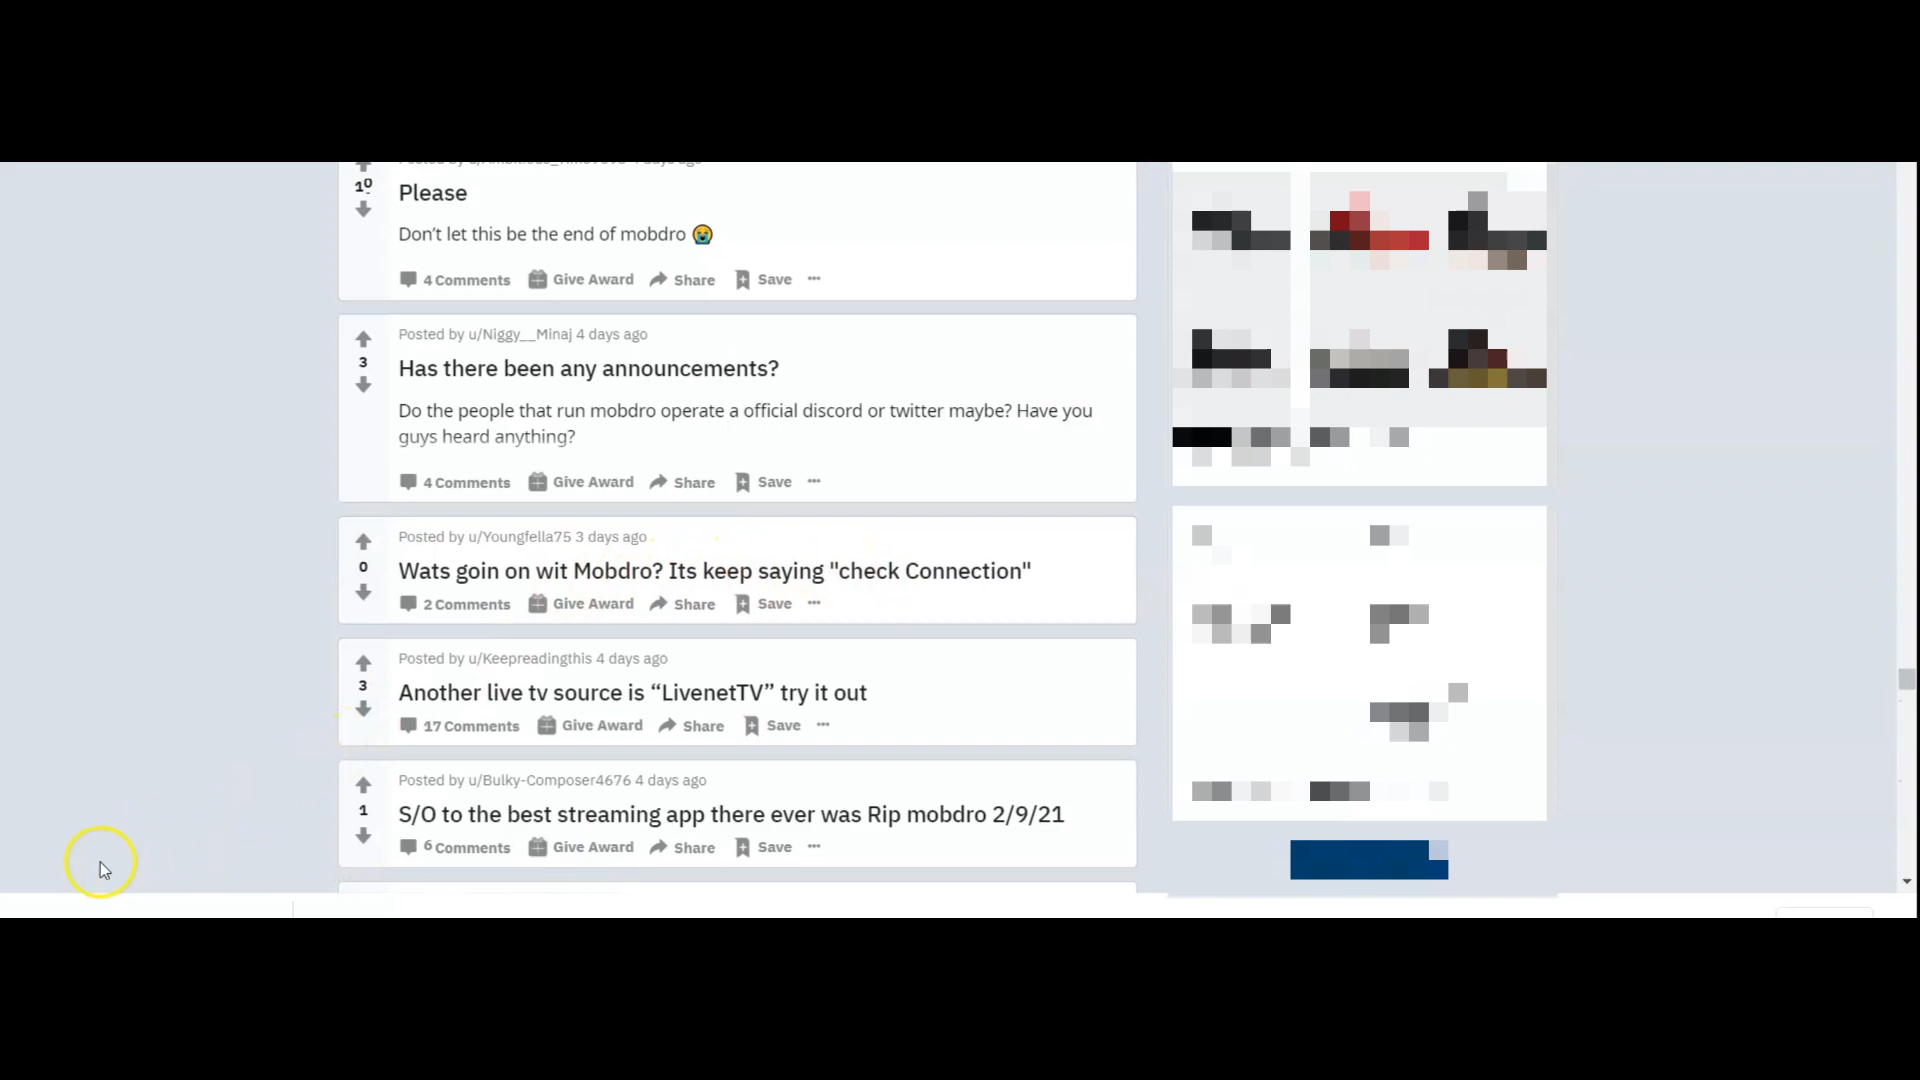 Posted by 4 days ago
10
Please
Don’t let this be the end of mobdro 😭
4 Comments Give Award Share Save ···
Posted by u/Niggy__Minaj 4 days ago
3
Has there been any announcements?
Do the people that run mobdro operate a official discord or twitter maybe? Have you
guys heard anything?
4 Comments Give Award Share Save ···
Posted by u/Youngfella75 3 days ago
0
Wats goin on wit Mobdro? Its keep saying "check Connection"
2 Comments Give Award Share Save ···
Posted by u/Keepreadingthis 4 days ago
3
Another live tv source is “LivenetTV” try it out
17 Comments Give Award Share Save ···
Posted by u/Bulky-Composer4676 4 days ago
1
S/O to the best streaming app there ever was Rip mobdro 2/9/21
6 Comments Give Award Share Save ···